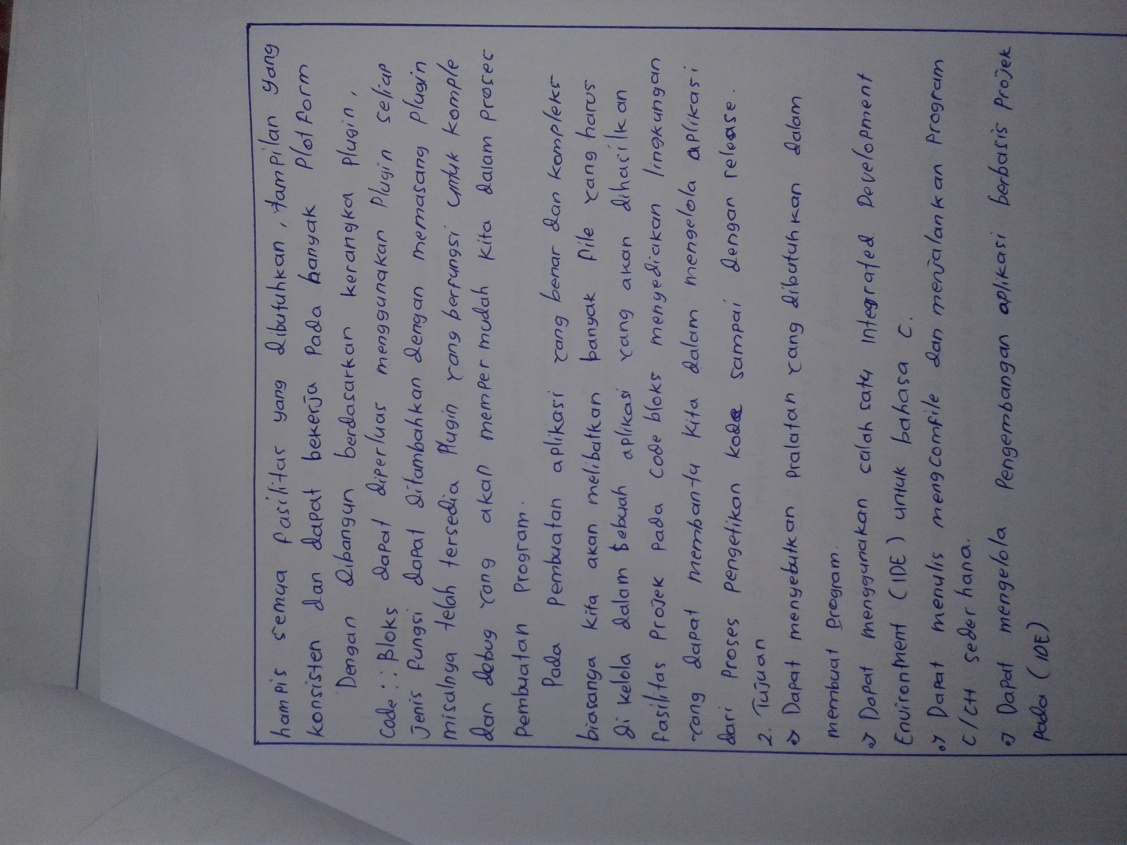 hampis semua fasilitas yang dibutuhkan, tampilan yang
konsisten dan dapat bekerja pada banyak Plotform
Dengan dibangun berdasarkan kerangka plugin,
Code::Bloks dapat diperluas menggunakan Plugin seliap
jenis fungsi dapat ditambahkan dengan memasang plugin
misalnya telah tersedia Plugin yang berfungsi untuk komple
dan debug yang akan mempermudah kita dalam proses
Pembuatan Program.
Pada Pembuatan aplikasi yang benar dan kompleks
biasanga kita akan melibatkan banyak file yang harus
di kelola dalam sebuah aplikasi yang akan dihasilkan
fasilitas Projek pada Code bloks menyediakan lingkungan
yang dapat membantu kita dalam mengelola aplikasi
dari Proses pengetikan kode sampai dengan release.
2. Tujuan
Dapat menyebutkan pralatan yang dibutuhkan dalam
membuat program.
Dapat menggunakan salah satu Integrated Development
Environtment (IDE) untuk bahasa C.
Dapat menulis mengcomfile dan menjalankan Program
C/C++ sederhana.
Dapat mengelola Pengembangan aplikasi berbasis Projek
pada (IDE)